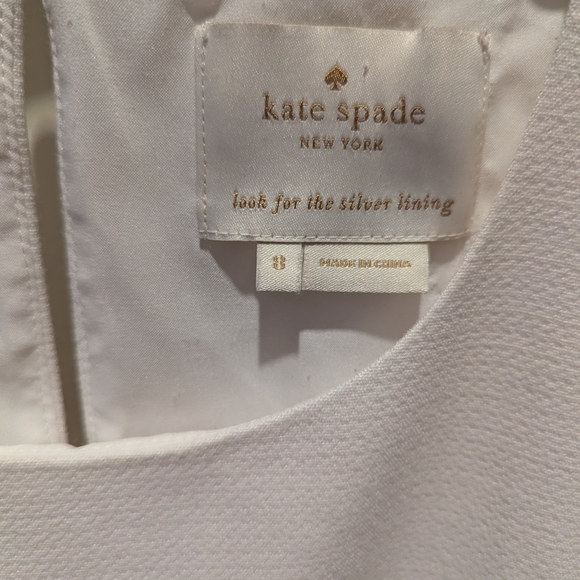 kate spade
NEW YORK
look for the silver lining
8 MADE IN CHINA